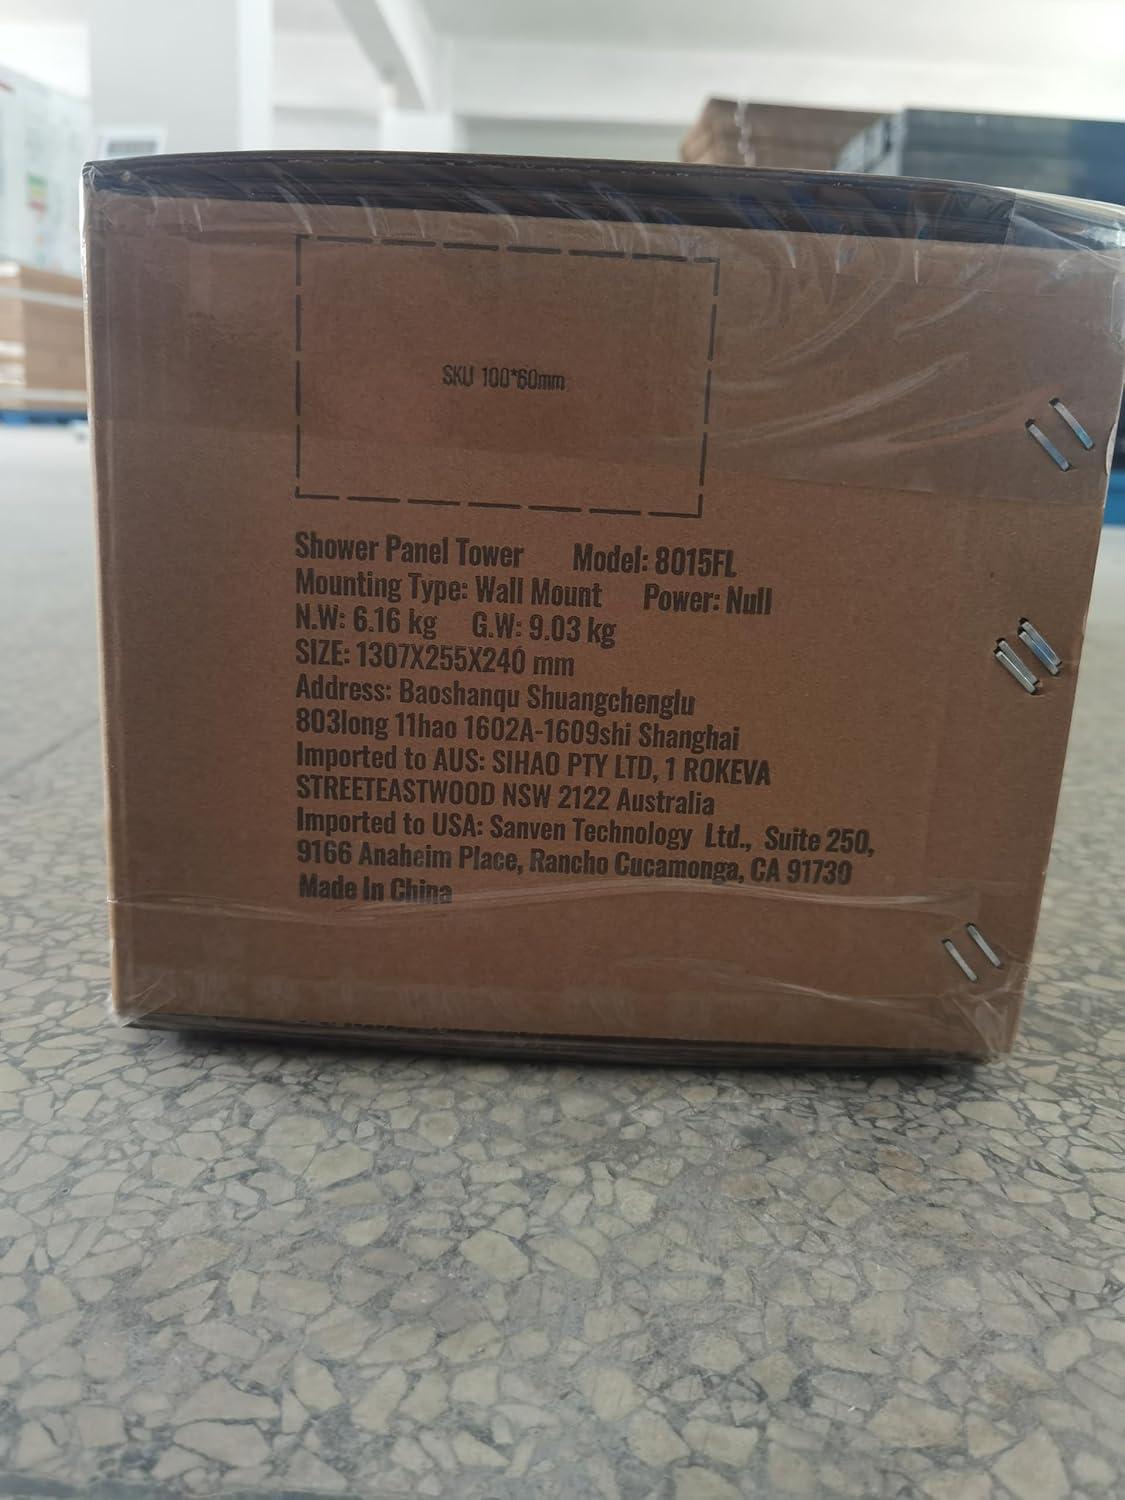 SKU 100*60mm
Shower Panel Tower Model: 8015FL
Mounting Type: Wall Mount Power: Null
N.W: 6.16 kg G.W: 9.03 kg
SIZE: 1307X255X240 mm
Address: Baoshanqu Shuangchenglu
803long 11hao 1602A-1609shi Shanghai
Imported to AUS: SIHAO PTY LTD, 1 ROKEVA
STREETEASTWOOD NSW 2122 Australia
Imported to USA: Sanven Technology Ltd., Suite 250,
9166 Anaheim Place, Rancho Cucamonga, CA 91730
Made In China